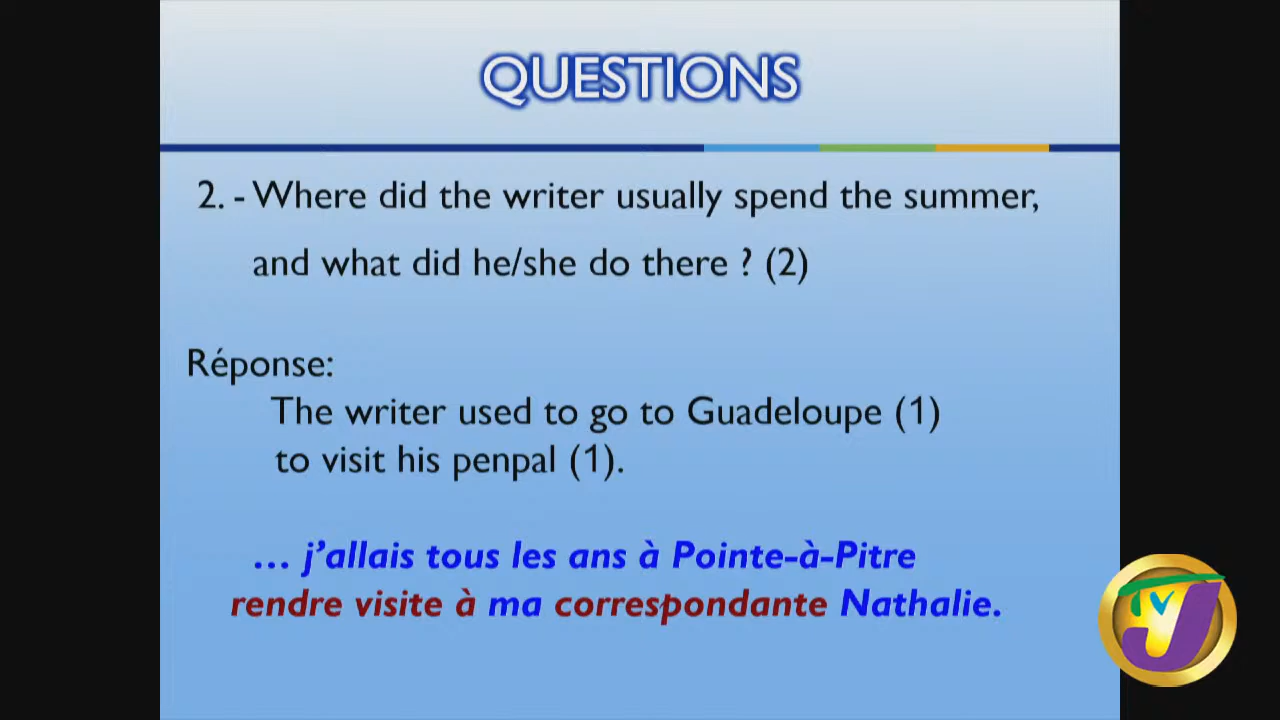 QUESTIONS
2. - Where did the writer usually spend the summer,
and what did he/she do there ? (2)
Réponse:
The writer used to go to Guadeloupe (1)
to visit his penpal (1).
... j’allais tous les ans à Pointe-à-Pitre
rendre visite à ma correspondante Nathalie.
TVJ